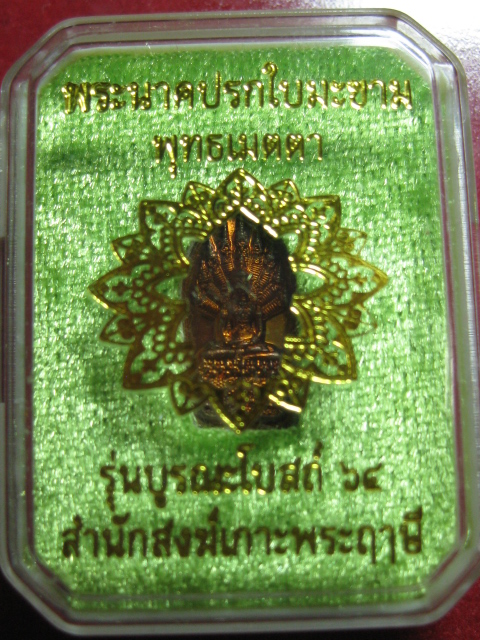 พระนาคปรกใบมะขาม
พุทธเมตตา
รุ่นบูรณะโบสถ์ ๖๔
สำนักสงฆ์เกาะพระฤาษี